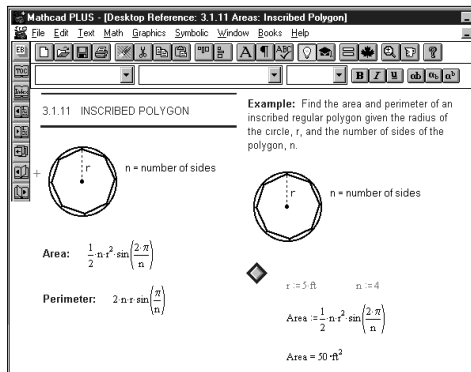 Mathcad PLUS - [Desktop Reference: 3.1.11 Areas: Inscribed Polygon]
File Edit Text Math Graphics Symbolic Window Books Help
B I U
3.1.11 INSCRIBED POLYGON
r
n = number of sides
Area: 1/2·n·r²·sin(2·π/n)
Perimeter: 2·n·r·sin(π/n)
Example: Find the area and perimeter of an
inscribed regular polygon given the radius of
the circle, r, and the number of sides of the
polygon, n.
r
n = number of sides
r := 5·ft n := 4
Area := 1/2·n·r²·sin(2·π/n)
Area = 50·ft²